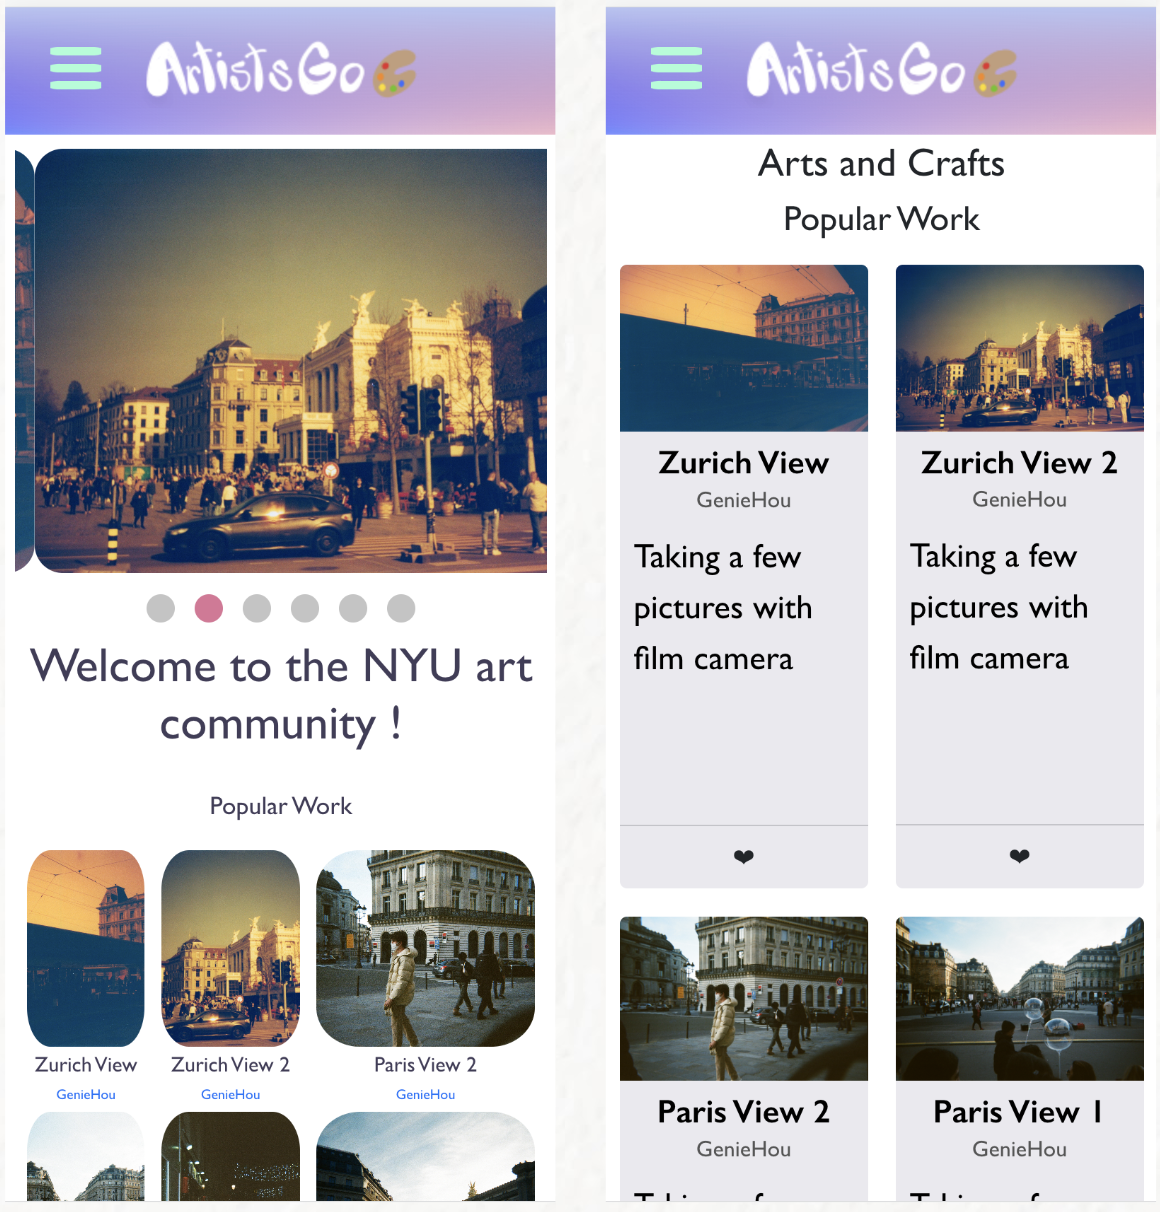 ArtistsGo
Welcome to the NYU art
community !
Popular Work
Zurich View
GenieHou
Zurich View 2
GenieHou
Paris View 2
GenieHou
ArtistsGo
Arts and Crafts
Popular Work
Zurich View
GenieHou
Taking a few
pictures with
film camera
Zurich View 2
GenieHou
Taking a few
pictures with
film camera
Paris View 2
GenieHou
Paris View 1
GenieHou